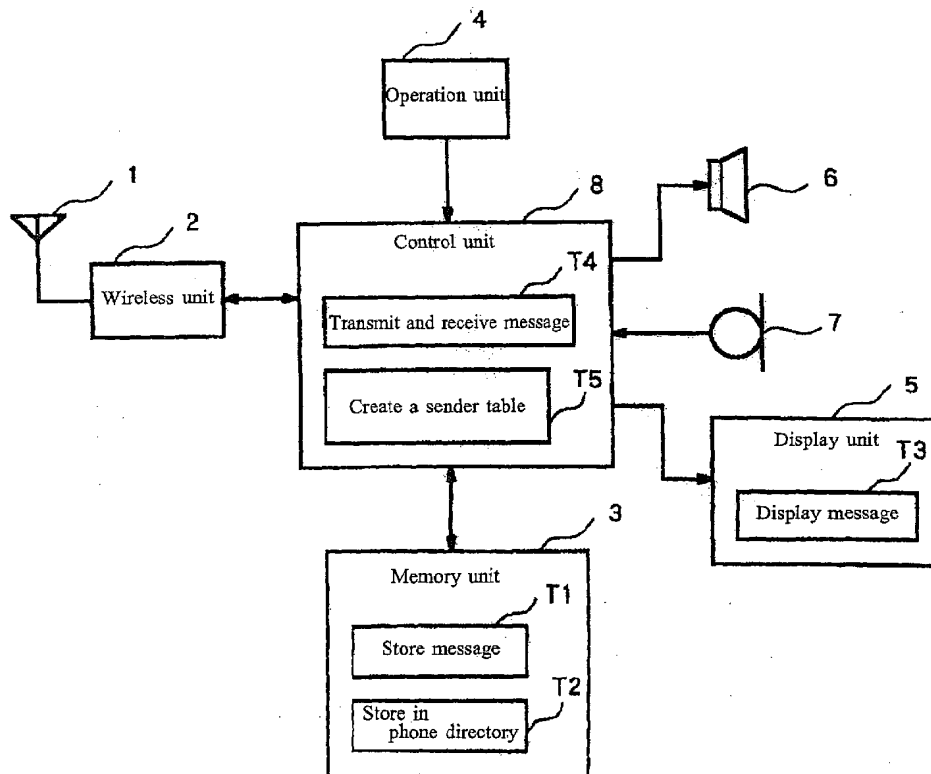 4
Operation unit
1
2
Wireless unit
8
Control unit
T4
Transmit and receive message
T5
Create a sender table
6
7
5
Display unit
T3
Display message
3
Memory unit
T1
Store message
T2
Store in
phone directory